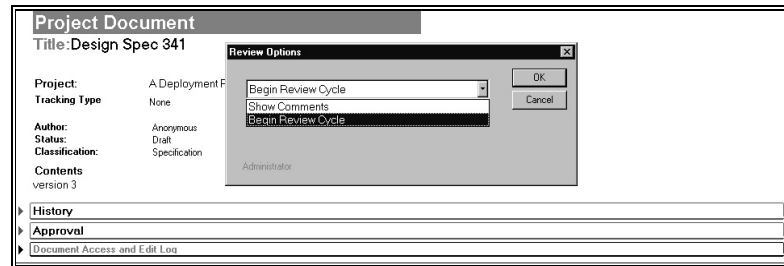 Project Document
Title:Design Spec 341
Review Options
Project:
A Deployment
Tracking Type
None
Author:
Anonymous
Status:
Draft
Classification:
Specification
Contents
version 3
Begin Review Cycle
Show Comments
Begin Review Cycle
OK
Cancel
Administrator
History
Approval
Document Access and Edit Log